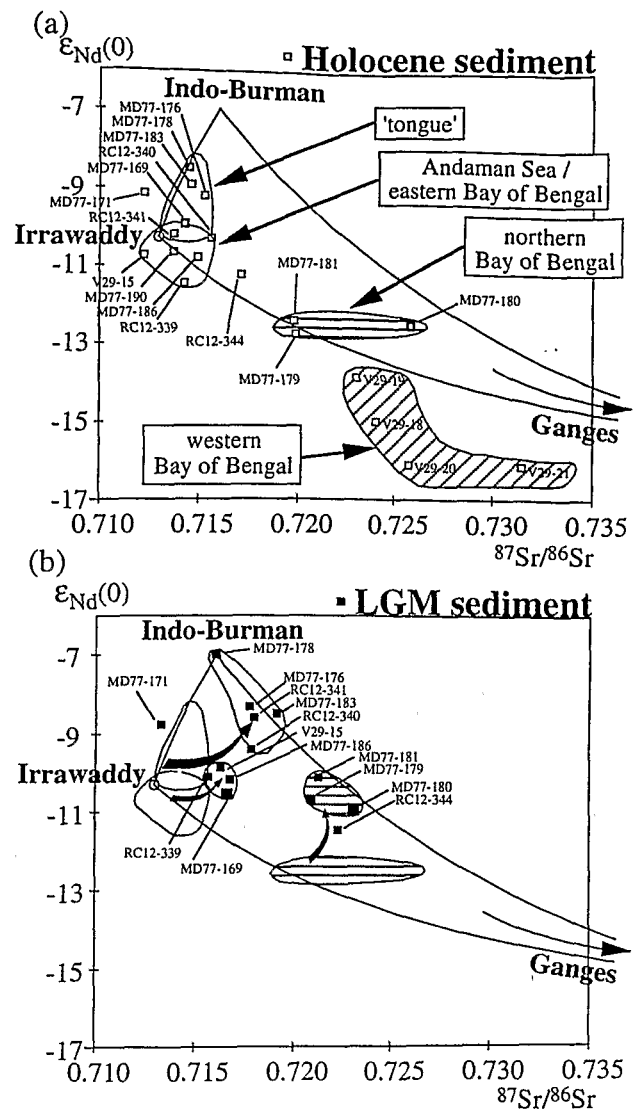 (a)
εNd(0)
Holocene sediment
Indo-Burman
-7
MD77-176
MD77-178
MD77-183
RC12-340
MD77-169
'tongue'
-9
MD77-171
RC12-341
Andaman Sea /
eastern Bay of Bengal
Irrawaddy
northern
Bay of Bengal
-11
V29-15
MD77-190
MD77-186
RC12-339
MD77-181
MD77-180
RC12-344
-13
MD77-179
V29-19
-15
V29-18
Ganges
western
Bay of Bengal
V29-20
V29-21
-17
0.710
0.715
0.720
0.725
0.730
0.735
⁸⁷Sr/⁸⁶Sr
(b)
εNd(0)
LGM sediment
Indo-Burman
-7
MD77-178
MD77-171
MD77-176
RC12-341
MD77-183
RC12-340
-9
V29-15
MD77-186
Irrawaddy
MD77-181
MD77-179
MD77-180
RC12-344
-11
RC12-339
MD77-169
-13
-15
Ganges
-17
0.710
0.715
0.720
0.725
0.730
0.735
⁸⁷Sr/⁸⁶Sr